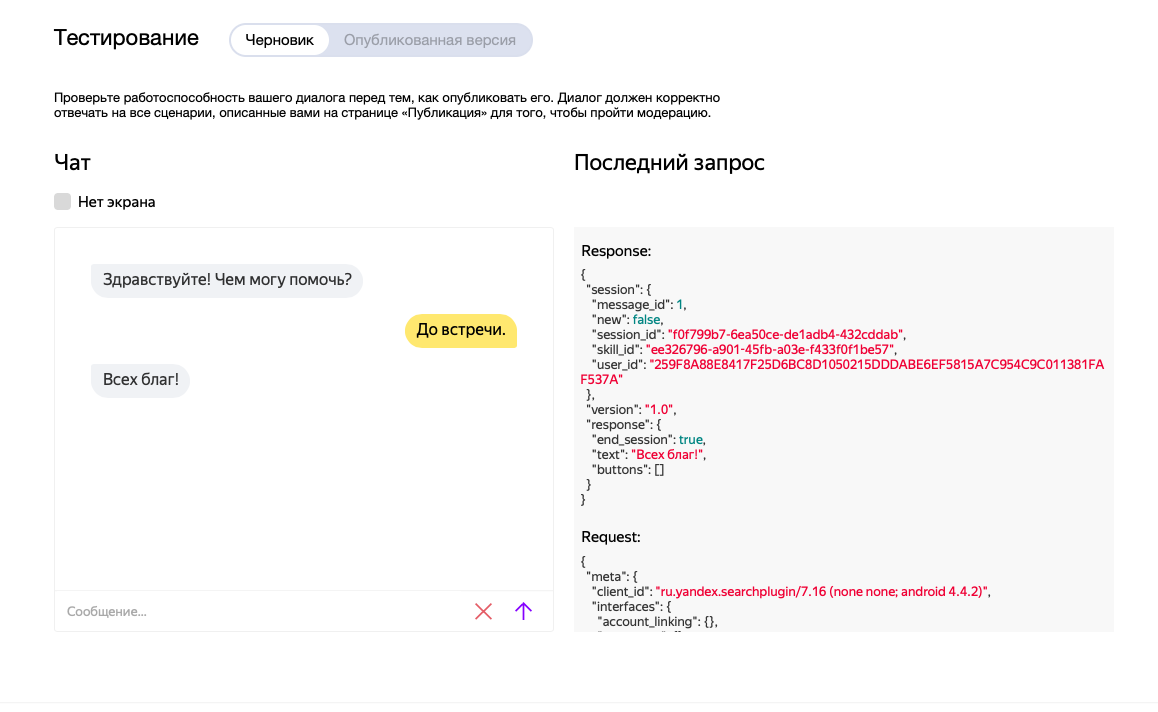 Тестирование
Черновик
Опубликованная версия
Проверьте работоспособность вашего диалога перед тем, как опубликовать его. Диалог должен корректно
отвечать на все сценарии, описанные вами на странице «Публикация» для того, чтобы пройти модерацию.
Чат
Нет экрана
Здравствуйте! Чем могу помочь?
До встречи.
Всех благ!
Сообщение...
Последний запрос
Response:
{
"session": {
"message_id": 1,
"new": false,
"session_id": "f0f799b7-6ea50ce-de1adb4-432cddab",
"skill_id": "ee326796-a901-45fb-a03e-f433f0f1be57",
"user_id": "259F8A88E8417F25D6BC8D1050215DDDABE6EF5815A7C954C9C011381FA
F537A"
},
"version": "1.0",
"response": {
"end_session": true,
"text": "Всех благ!",
"buttons": []
}
}
Request:
{
"meta": {
"client_id": "ru.yandex.searchplugin/7.16 (none none; android 4.4.2)",
"interfaces": {
"account_linking": {},